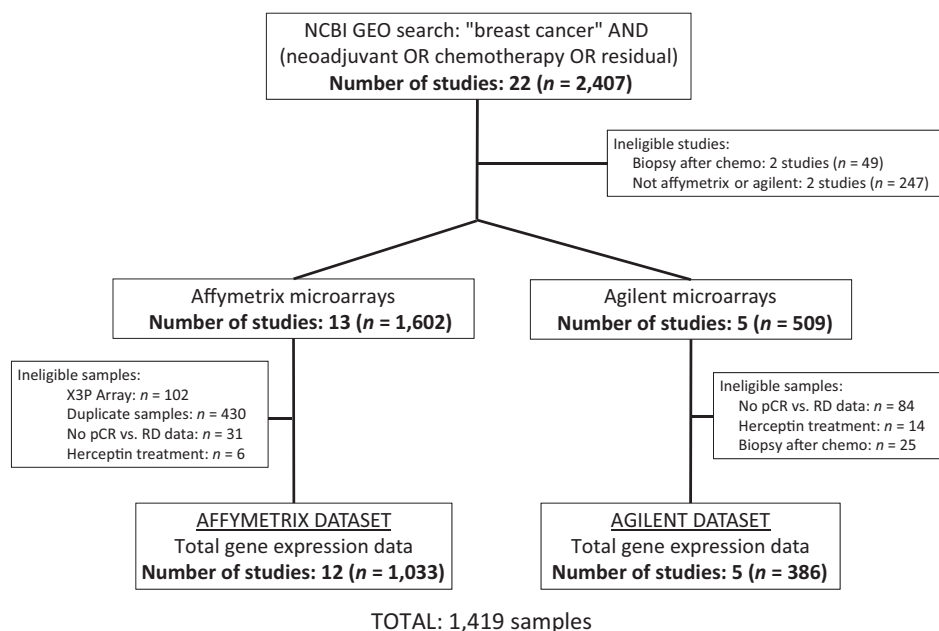 NCBI GEO search: "breast cancer" AND
(neoadjuvant OR chemotherapy OR residual)
Number of studies: 22 (n = 2,407)
Ineligible studies:
Biopsy after chemo: 2 studies (n = 49)
Not affymetrix or agilent: 2 studies (n = 247)
Affymetrix microarrays
Number of studies: 13 (n = 1,602)
Agilent microarrays
Number of studies: 5 (n = 509)
Ineligible samples:
X3P Array: n = 102
Duplicate samples: n = 430
No pCR vs. RD data: n = 31
Herceptin treatment: n = 6
Ineligible samples:
No pCR vs. RD data: n = 84
Herceptin treatment: n = 14
Biopsy after chemo: n = 25
AFFYMETRIX DATASET
Total gene expression data
Number of studies: 12 (n = 1,033)
AGILENT DATASET
Total gene expression data
Number of studies: 5 (n = 386)
TOTAL: 1,419 samples